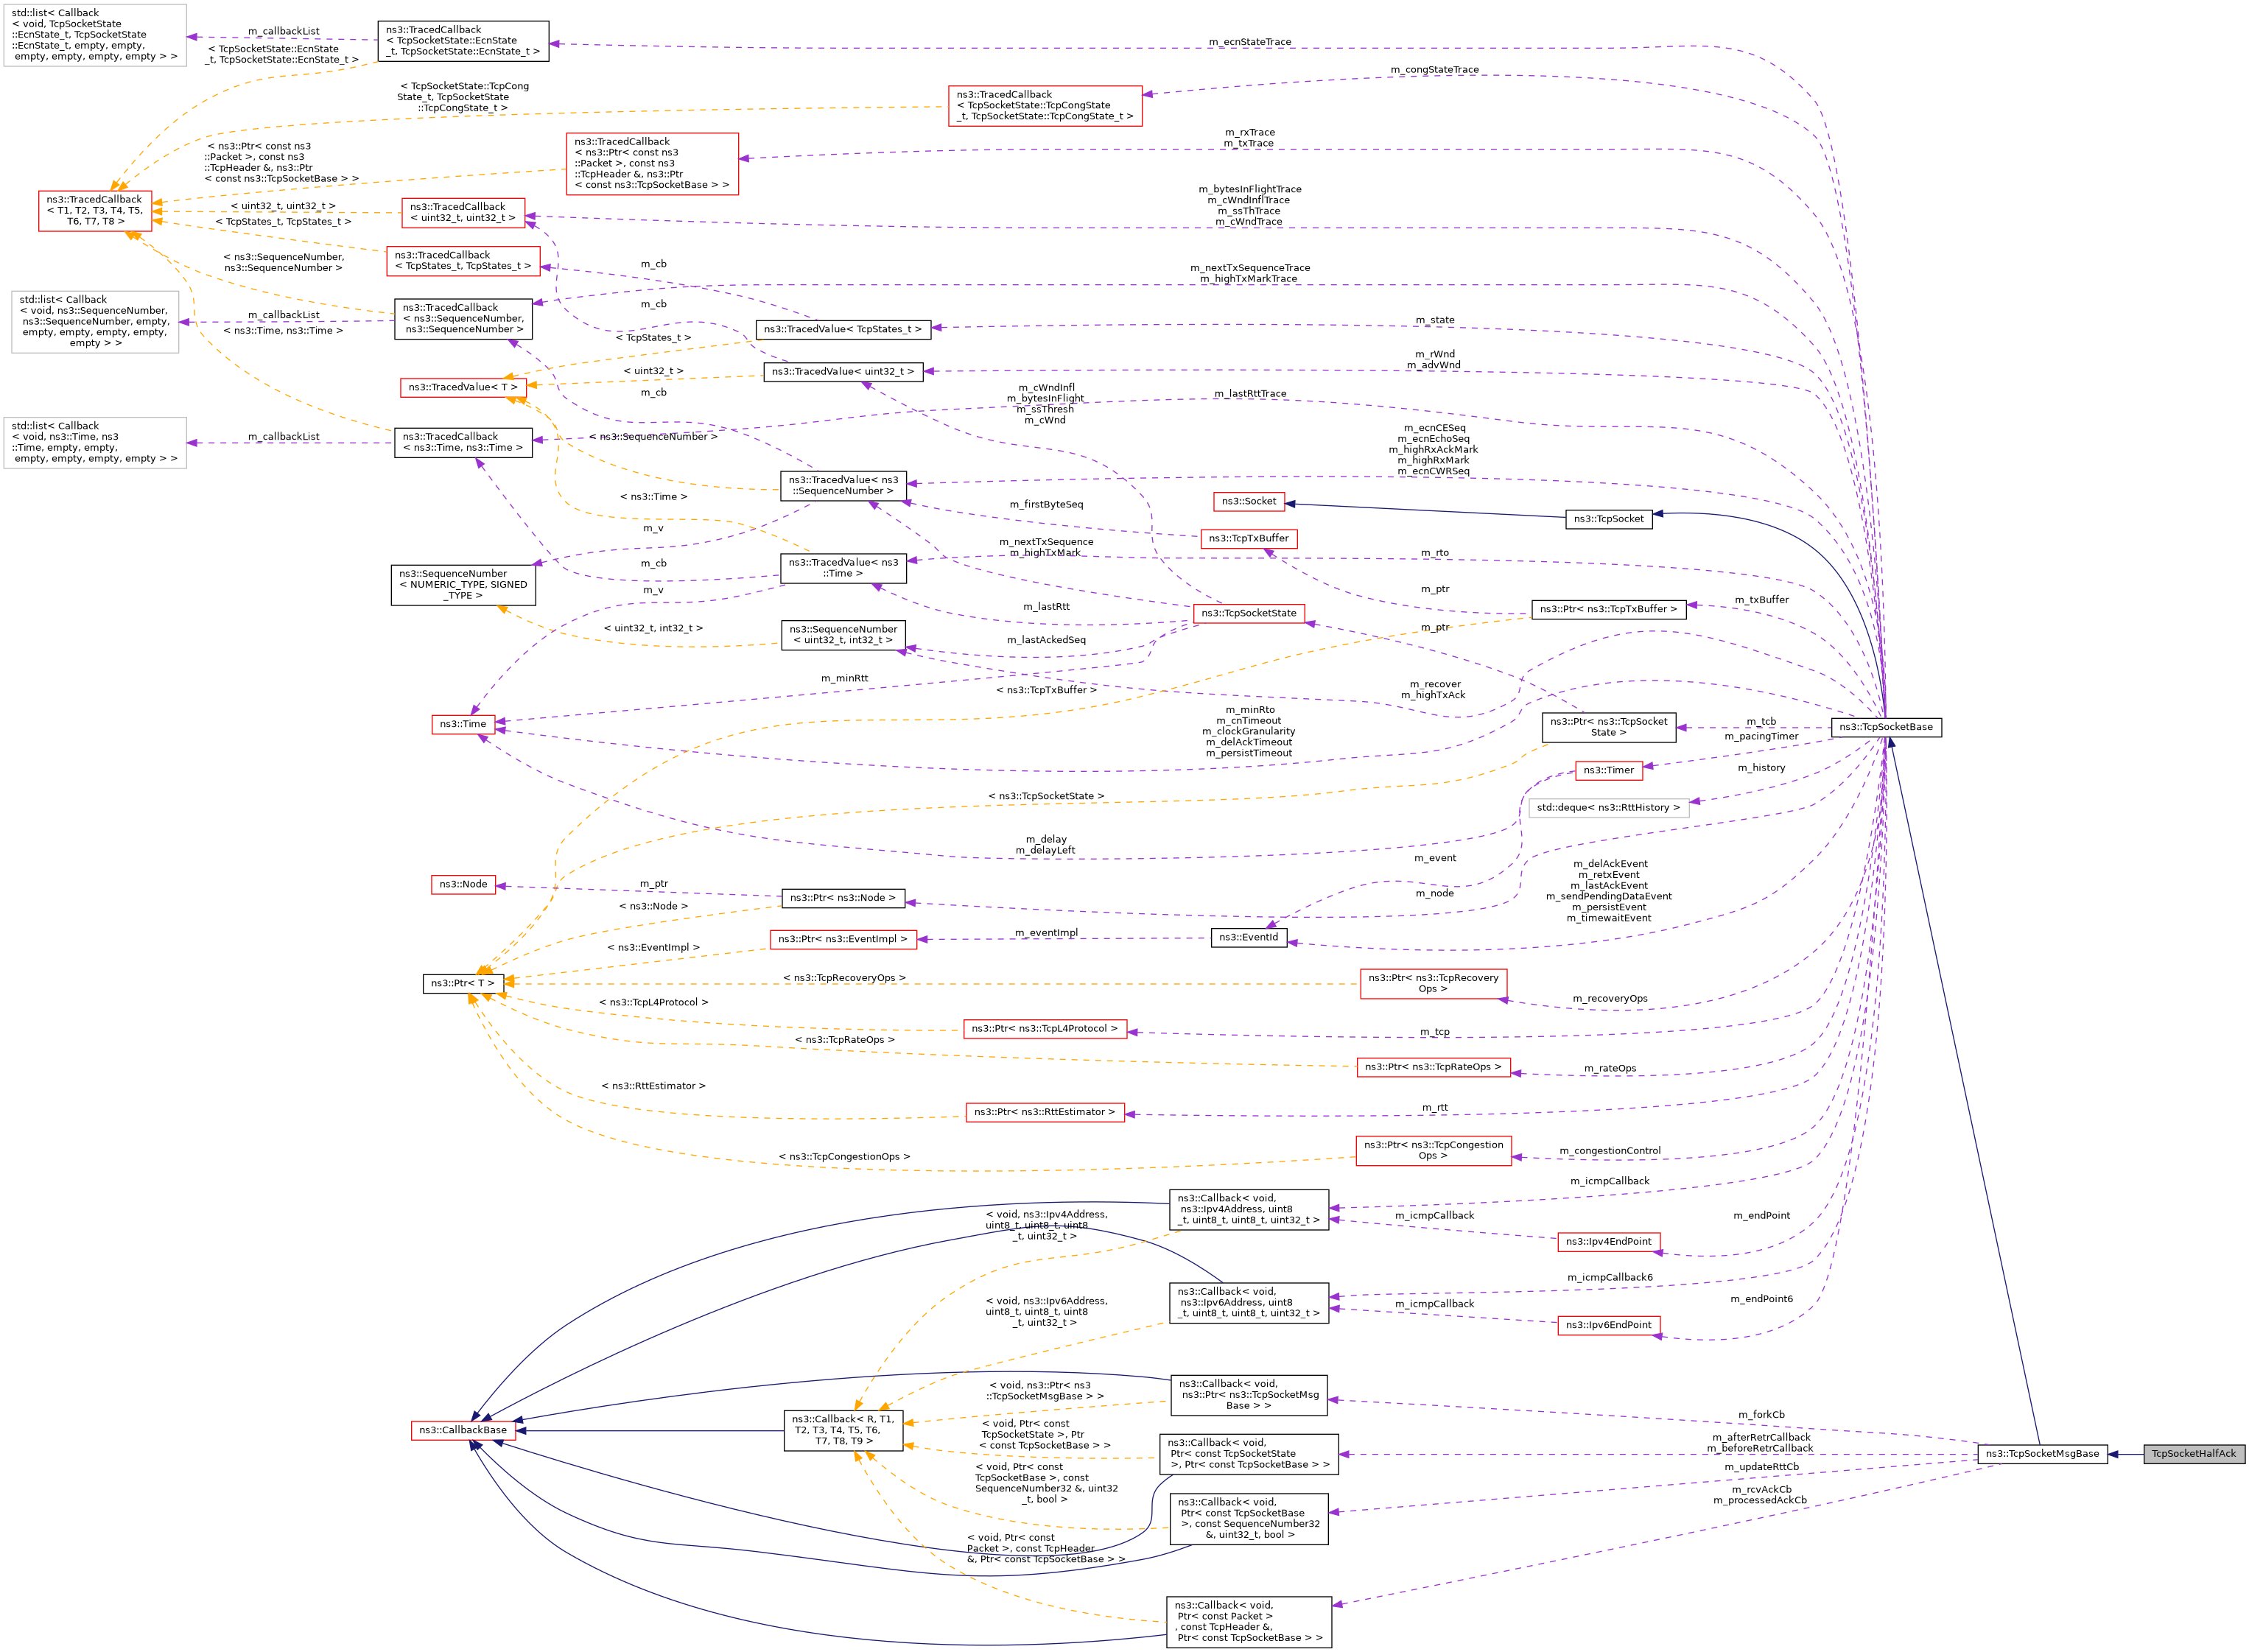 std::list< Callback
< void, TcpSocketState
::EcnState_t, TcpSocketState
::EcnState_t, empty, empty,
empty, empty, empty, empty > >
m_callbackList
ns3::TracedCallback
< TcpSocketState::EcnState
_t, TcpSocketState::EcnState_t >
m_ecnStateTrace
< TcpSocketState::EcnState
_t, TcpSocketState::EcnState_t >
m_congStateTrace
< TcpSocketState::TcpCong
State_t, TcpSocketState
::TcpCongState_t >
ns3::TracedCallback
< TcpSocketState::TcpCongState
_t, TcpSocketState::TcpCongState_t >
m_rxTrace
m_txTrace
ns3::TracedCallback
< ns3::Ptr< const ns3
::Packet >, const ns3
::TcpHeader &, ns3::Ptr
< const ns3::TcpSocketBase > >
< ns3::Ptr< const ns3
::Packet >, const ns3
::TcpHeader &, ns3::Ptr
< const ns3::TcpSocketBase > >
ns3::TracedCallback
< T1, T2, T3, T4, T5,
T6, T7, T8 >
< uint32_t, uint32_t >
ns3::TracedCallback
< uint32_t, uint32_t >
m_bytesInFlightTrace
m_cWndInflTrace
m_ssThTrace
m_cWndTrace
< TcpStates_t, TcpStates_t >
ns3::TracedCallback
< TcpStates_t, TcpStates_t >
m_cb
< ns3::SequenceNumber,
ns3::SequenceNumber >
m_nextTxSequenceTrace
m_highTxMarkTrace
std::list< Callback
< void, ns3::SequenceNumber,
ns3::SequenceNumber, empty,
empty, empty, empty, empty,
empty > >
m_callbackList
ns3::TracedCallback
< ns3::SequenceNumber,
ns3::SequenceNumber >
m_cb
ns3::TracedValue< TcpStates_t >
m_state
< ns3::Time, ns3::Time >
< TcpStates_t >
ns3::TracedValue< uint32_t >
m_rWnd
m_advWnd
ns3::TracedValue< T >
< uint32_t >
m_cb
m_cWndInfl
m_bytesInFlight
m_ssThresh
m_cWnd
m_lastRttTrace
std::list< Callback
< void, ns3::Time, ns3
::Time, empty, empty,
empty, empty, empty, empty > >
m_callbackList
ns3::TracedCallback
< ns3::Time, ns3::Time >
< ns3::SequenceNumber >
m_ecnCESeq
m_ecnEchoSeq
m_highRxAckMark
m_highRxMark
m_ecnCWRSeq
ns3::TracedValue< ns3
::SequenceNumber >
< ns3::Time >
m_firstByteSeq
ns3::Socket
ns3::TcpSocket
m_v
ns3::TcpTxBuffer
m_nextTxSequence
m_highTxMark
m_rto
ns3::TracedValue< ns3
::Time >
m_cb
ns3::SequenceNumber
< NUMERIC_TYPE, SIGNED
_TYPE >
m_v
m_ptr
ns3::Ptr< ns3::TcpTxBuffer >
m_txBuffer
m_lastRtt
ns3::TcpSocketState
< uint32_t, int32_t >
ns3::SequenceNumber
< uint32_t, int32_t >
m_lastAckedSeq
m_ptr
m_minRtt
< ns3::TcpTxBuffer >
m_recover
m_highTxAck
ns3::Time
m_minRto
m_cnTimeout
m_clockGranularity
m_delAckTimeout
m_persistTimeout
ns3::Ptr< ns3::TcpSocket
State >
m_tcb
ns3::TcpSocketBase
m_pacingTimer
ns3::Timer
m_history
< ns3::TcpSocketState >
std::deque< ns3::RttHistory >
m_delay
m_delayLeft
m_event
ns3::Node
m_ptr
ns3::Ptr< ns3::Node >
m_node
m_delAckEvent
m_retxEvent
m_lastAckEvent
m_sendPendingDataEvent
m_persistEvent
m_timewaitEvent
< ns3::Node >
ns3::Ptr< ns3::EventImpl >
m_eventImpl
ns3::EventId
< ns3::EventImpl >
ns3::Ptr< T >
< ns3::TcpRecoveryOps >
ns3::Ptr< ns3::TcpRecovery
Ops >
m_recoveryOps
< ns3::TcpL4Protocol >
ns3::Ptr< ns3::TcpL4Protocol >
m_tcp
< ns3::TcpRateOps >
ns3::Ptr< ns3::TcpRateOps >
m_rateOps
< ns3::RttEstimator >
ns3::Ptr< ns3::RttEstimator >
m_rtt
< ns3::TcpCongestionOps >
ns3::Ptr< ns3::TcpCongestion
Ops >
m_congestionControl
ns3::Callback< void,
ns3::Ipv4Address, uint8
_t, uint8_t, uint8_t, uint32_t >
m_icmpCallback
< void, ns3::Ipv4Address,
uint8_t, uint8_t, uint8
_t, uint32_t >
m_icmpCallback
ns3::Ipv4EndPoint
m_endPoint
ns3::Callback< void,
ns3::Ipv6Address, uint8
_t, uint8_t, uint8_t, uint32_t >
m_icmpCallback6
< void, ns3::Ipv6Address,
uint8_t, uint8_t, uint8
_t, uint32_t >
m_icmpCallback
ns3::Ipv6EndPoint
m_endPoint6
ns3::Callback< void,
ns3::Ptr< ns3::TcpSocketMsg
Base > >
< void, ns3::Ptr< ns3
::TcpSocketMsgBase > >
m_forkCb
ns3::CallbackBase
ns3::Callback< R, T1,
T2, T3, T4, T5, T6,
T7, T8, T9 >
< void, Ptr< const
TcpSocketState >, Ptr
< const TcpSocketBase > >
ns3::Callback< void,
Ptr< const TcpSocketState
>, Ptr< const TcpSocketBase > >
m_afterRetrCallback
m_beforeRetrCallback
ns3::TcpSocketMsgBase
TcpSocketHalfAck
< void, Ptr< const
TcpSocketBase >, const
SequenceNumber32 &, uint32
_t, bool >
m_updateRttCb
ns3::Callback< void,
Ptr< const TcpSocketBase
>, const SequenceNumber32
&, uint32_t, bool >
m_rcvAckCb
m_processedAckCb
< void, Ptr< const
Packet >, const TcpHeader
&, Ptr< const TcpSocketBase > >
ns3::Callback< void,
Ptr< const Packet >
, const TcpHeader &,
Ptr< const TcpSocketBase > >